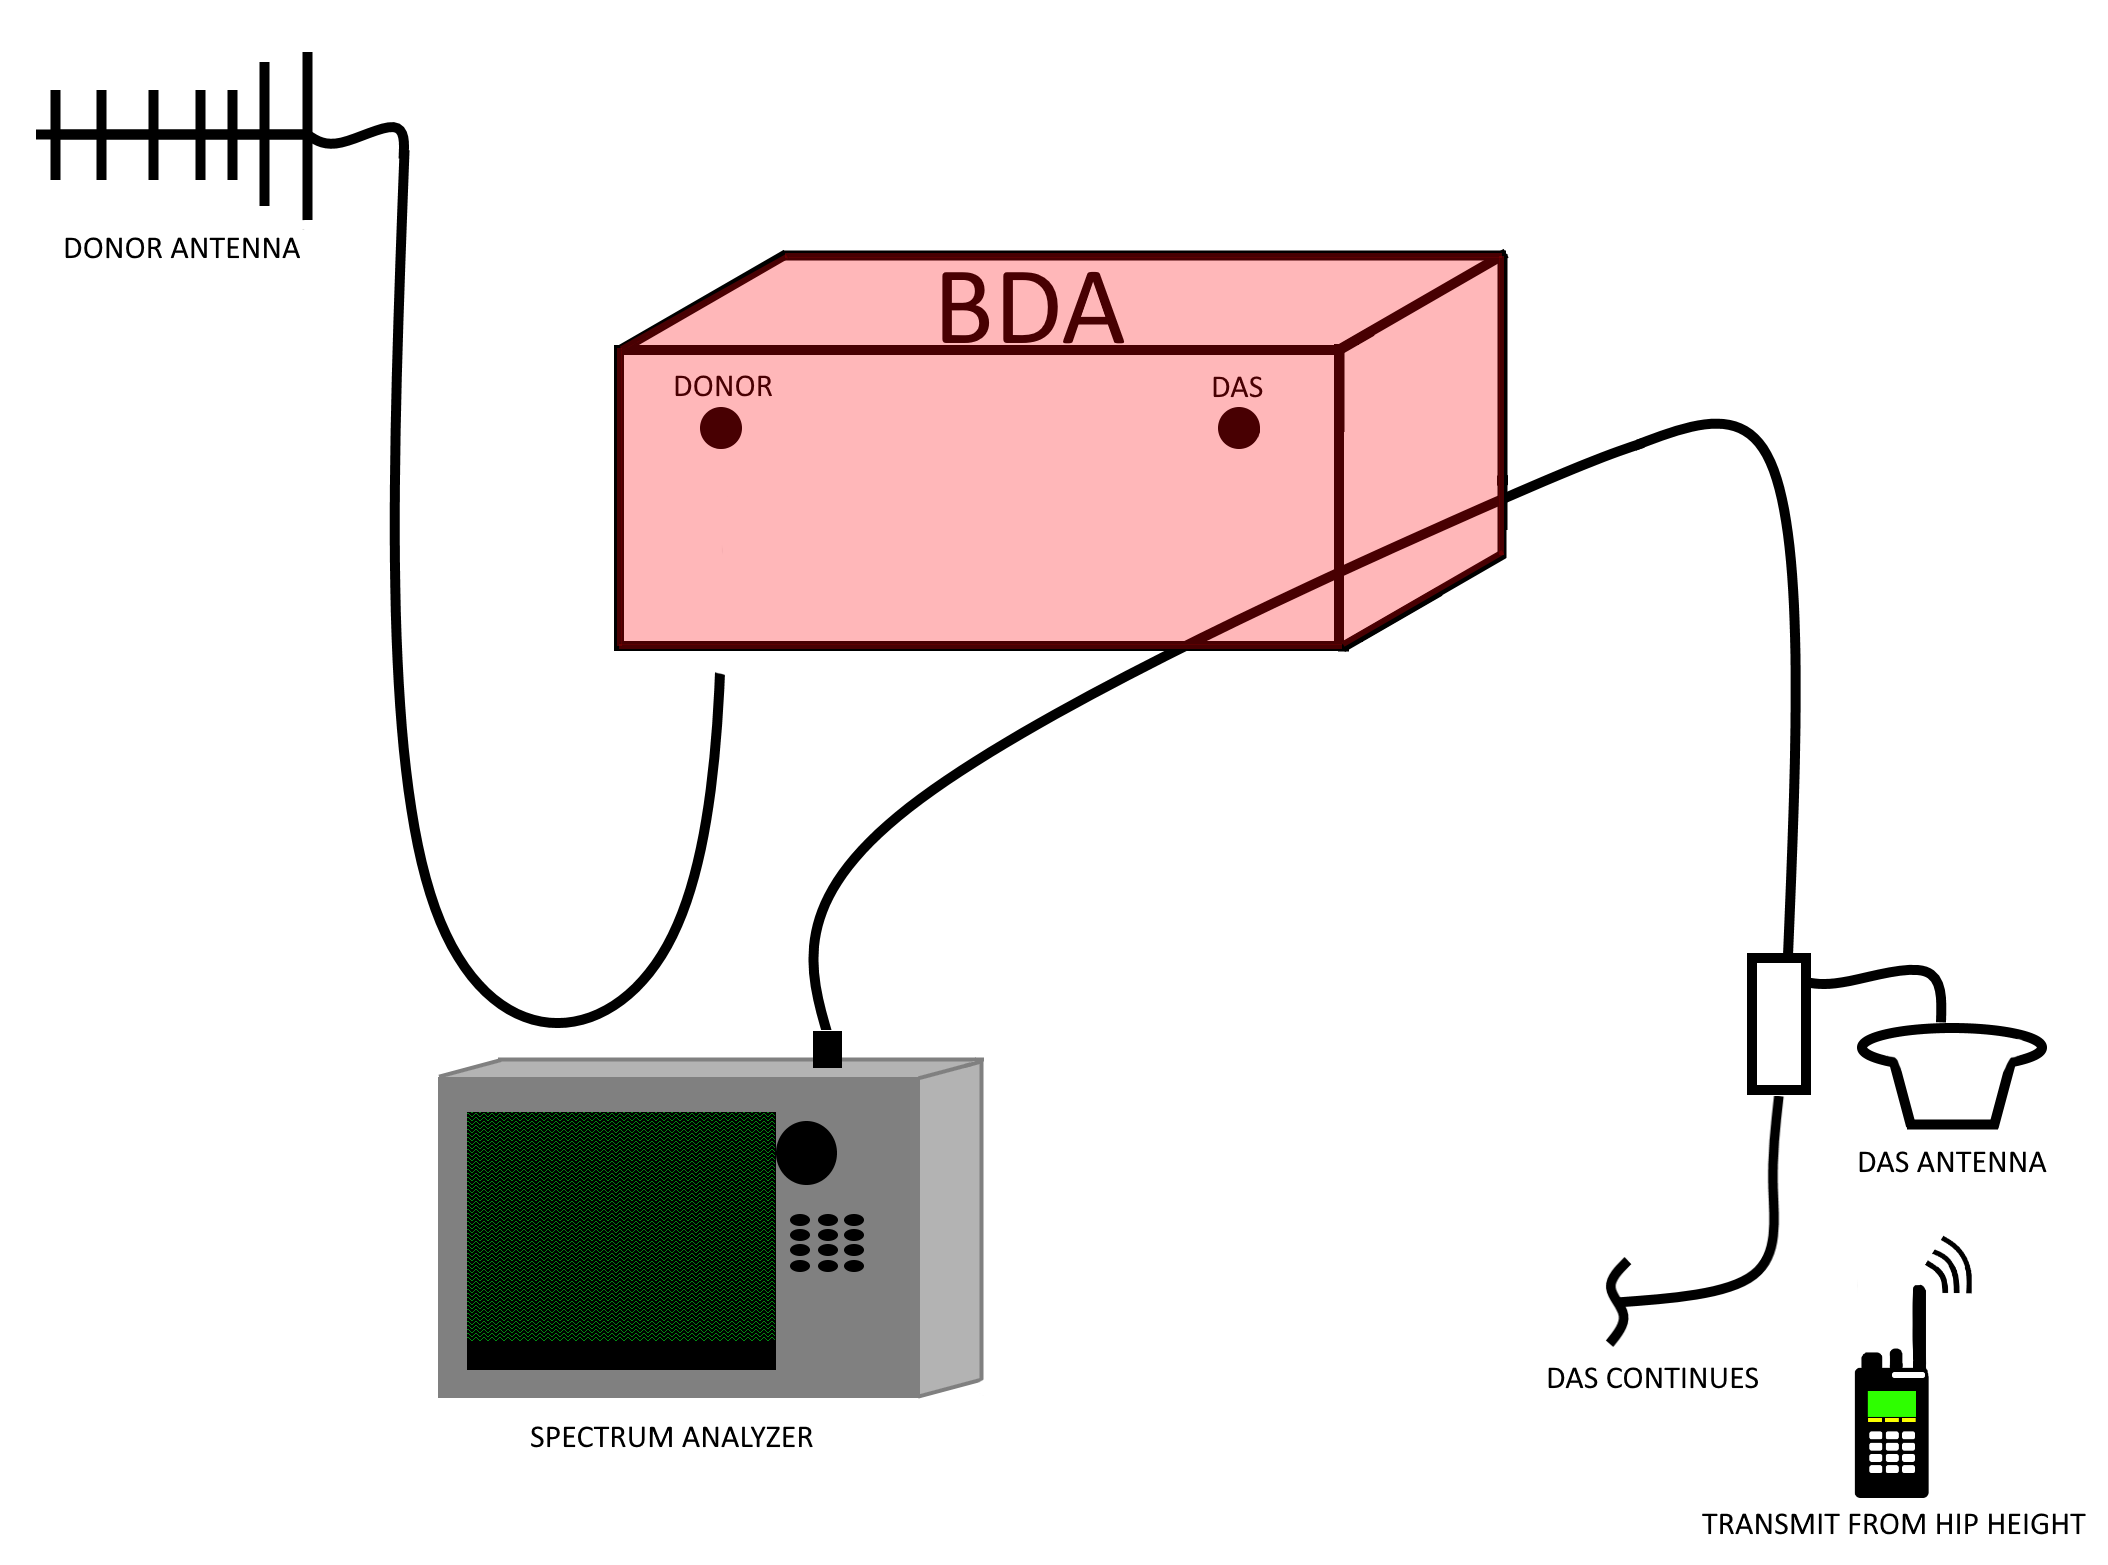 DONOR ANTENNA
BDA
DONOR
DAS
DAS ANTENNA
DAS CONTINUES
SPECTRUM ANALYZER
TRANSMIT FROM HIP HEIGHT